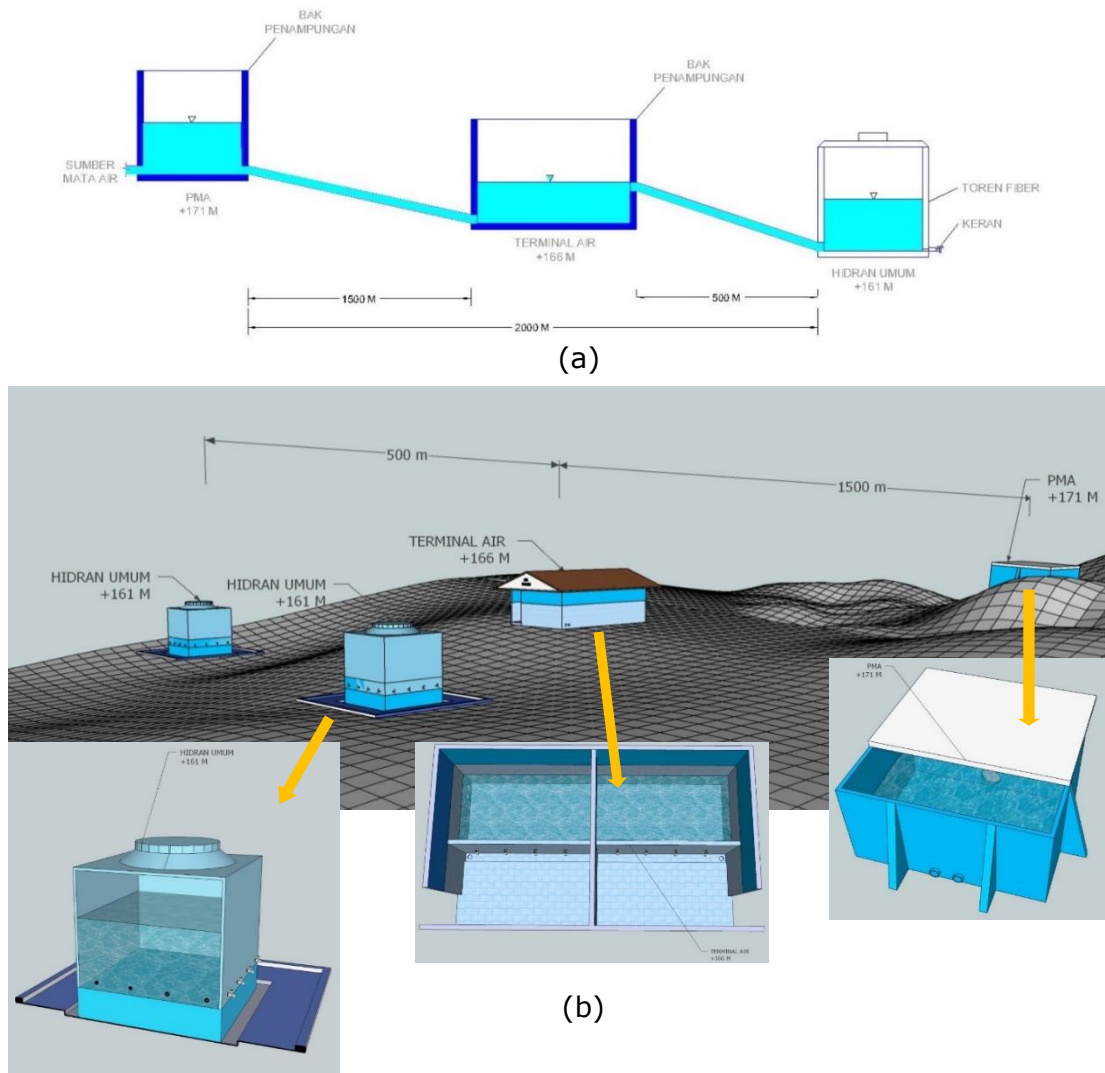 BAK
PENAMPUNGAN
BAK
PENAMPUNGAN
SUMBER
MATA AIR
PMA
+171 M
TERMINAL AIR
+166 M
TOREN FIBER
KERAN
HIDRAN UMUM
+161 M
1500 M
500 M
2000 M
(a)
500 m
1500 m
PMA
+171 M
TERMINAL AIR
+166 M
HIDRAN UMUM
+161 M
HIDRAN UMUM
+161 M
PMA
+171 M
HIDRAN UMUM
+161 M
TERMINAL AIR
+166 M
(b)